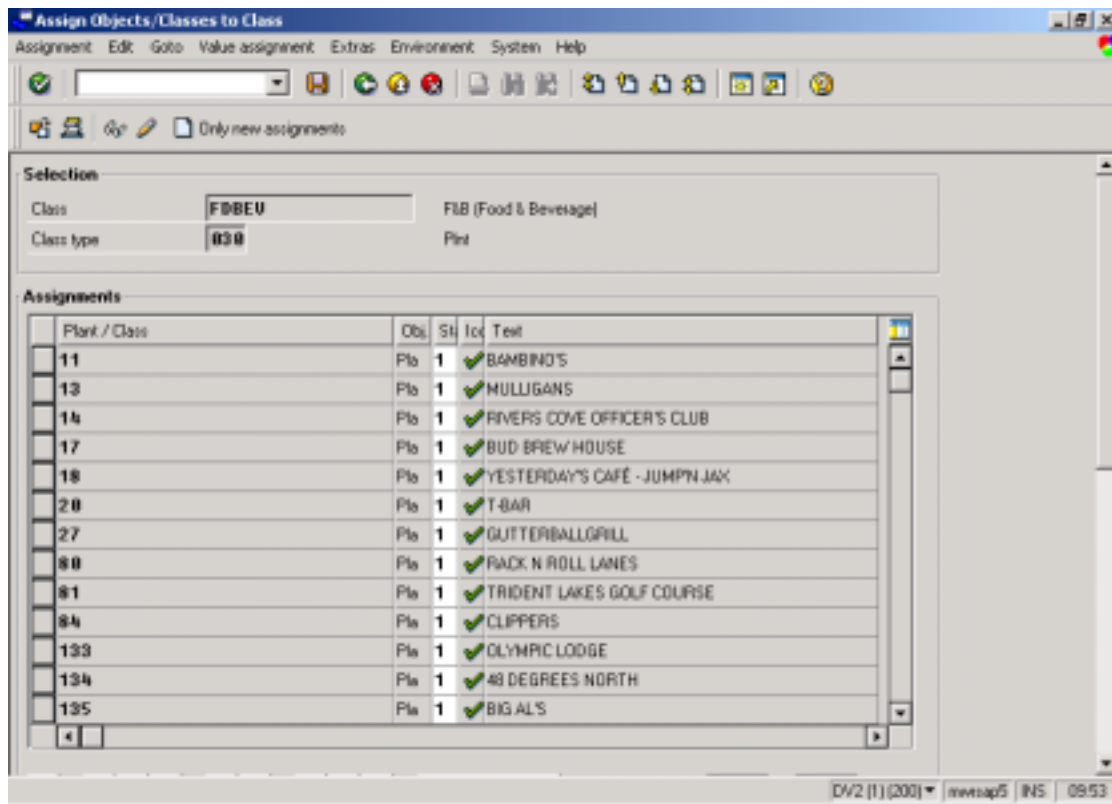 Assign Objects/Classes to Class
Assignment Edit Goto Value assignment Extras Environment System Help
Only new assignments
Selection
Class FDBEV F&B (Food & Beverage)
Class type 030 Plnt
Assignments
Plant / Class Obj. St Ico Text
11 Pla 1 BAMBINO'S
13 Pla 1 MULLIGANS
14 Pla 1 RIVERS COVE OFFICER'S CLUB
17 Pla 1 BUD BREW HOUSE
18 Pla 1 YESTERDAY'S CAFÉ - JUMP'N JAX
20 Pla 1 T-BAR
27 Pla 1 GUTTERBALLGRILL
80 Pla 1 RACK N ROLL LANES
81 Pla 1 TRIDENT LAKES GOLF COURSE
84 Pla 1 CLIPPERS
133 Pla 1 OLYMPIC LODGE
134 Pla 1 48 DEGREES NORTH
135 Pla 1 BIG AL'S
DV2 (1) (200) mwrsap5 INS 09:53